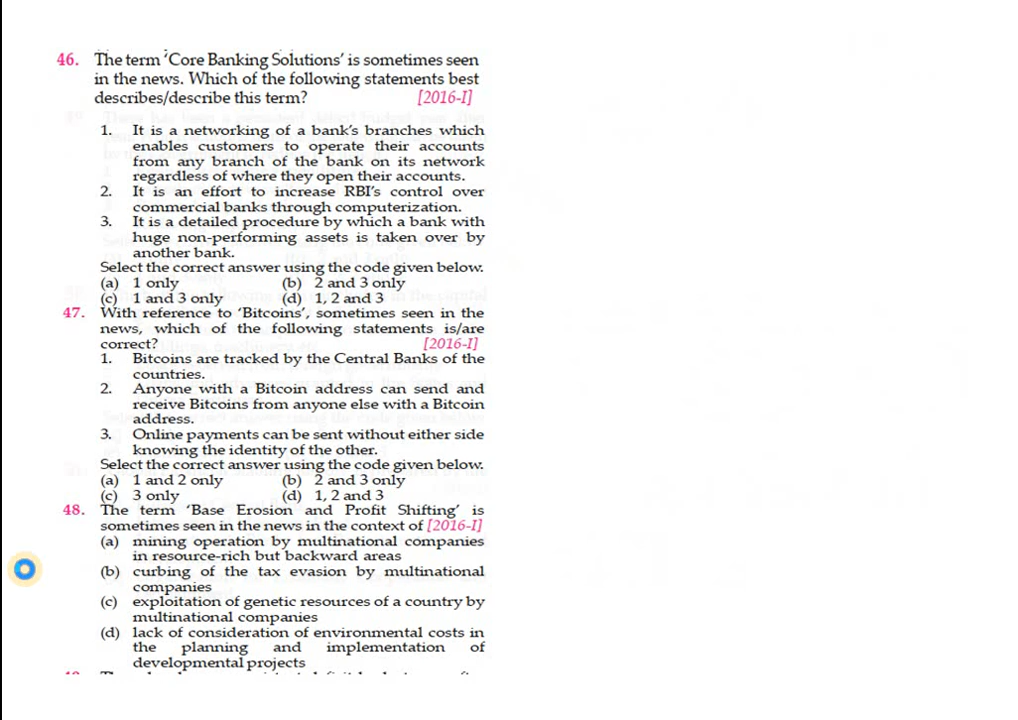 46. The term 'Core Banking Solutions' is sometimes seen
in the news. Which of the following statements best
describes/describe this term? [2016-I]
1. It is a networking of a bank's branches which
enables customers to operate their accounts
from any branch of the bank on its network
regardless of where they open their accounts.
2. It is an effort to increase RBI's control over
commercial banks through computerization.
3. It is a detailed procedure by which a bank with
huge non-performing assets is taken over by
another bank.
Select the correct answer using the code given below.
(a) 1 only (b) 2 and 3 only
(c) 1 and 3 only (d) 1, 2 and 3
47. With reference to 'Bitcoins', sometimes seen in the
news, which of the following statements is/are
correct? [2016-I]
1. Bitcoins are tracked by the Central Banks of the
countries.
2. Anyone with a Bitcoin address can send and
receive Bitcoins from anyone else with a Bitcoin
address.
3. Online payments can be sent without either side
knowing the identity of the other.
Select the correct answer using the code given below.
(a) 1 and 2 only (b) 2 and 3 only
(c) 3 only (d) 1, 2 and 3
48. The term 'Base Erosion and Profit Shifting' is
sometimes seen in the news in the context of [2016-I]
(a) mining operation by multinational companies
in resource-rich but backward areas
(b) curbing of the tax evasion by multinational
companies
(c) exploitation of genetic resources of a country by
multinational companies
(d) lack of consideration of environmental costs in
the planning and implementation of
developmental projects